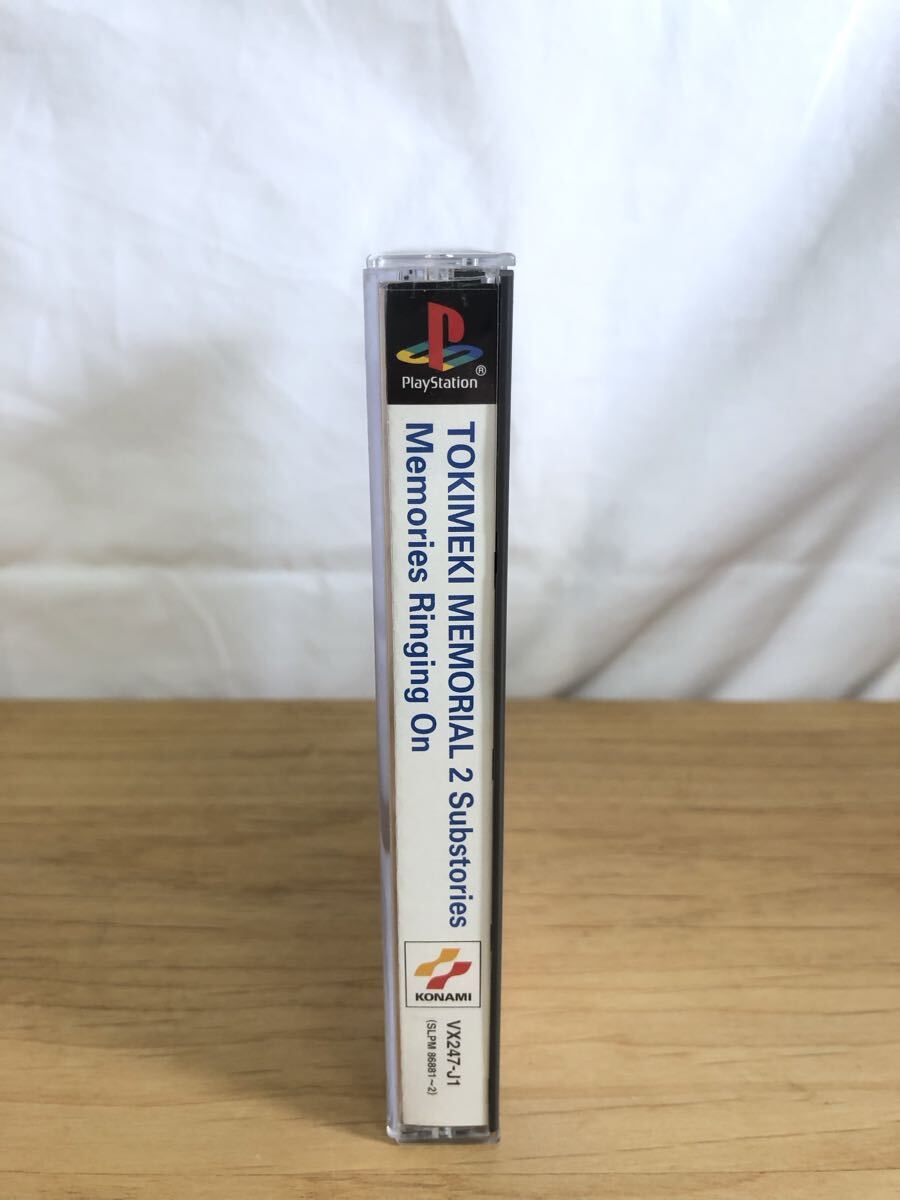 PlayStation®
TOKIMEKI MEMORIAL 2 Substories
Memories Ringing On
KONAMI
VX247-J1
(SLPM 86881~2)